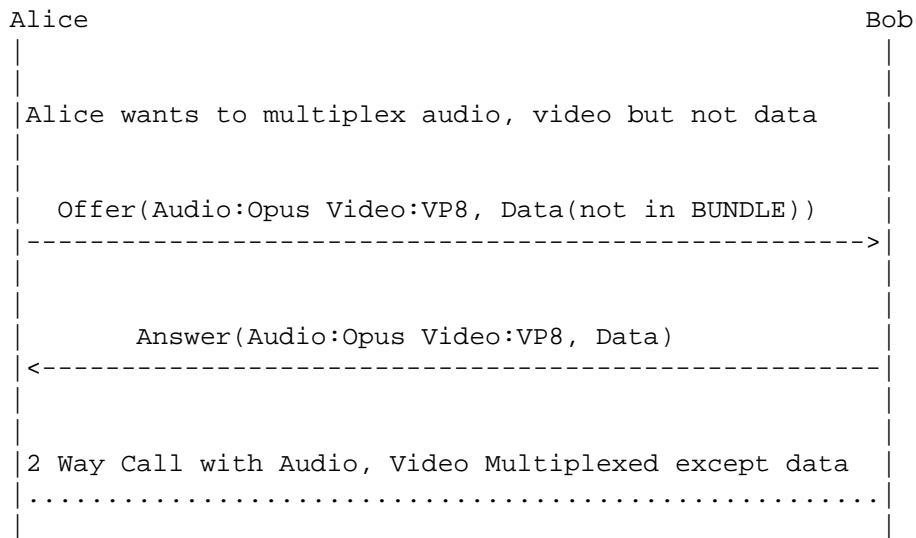 Alice Bob
Alice wants to multiplex audio, video but not data
Offer(Audio:Opus Video:VP8, Data(not in BUNDLE))
Answer(Audio:Opus Video:VP8, Data)
2 Way Call with Audio, Video Multiplexed except data